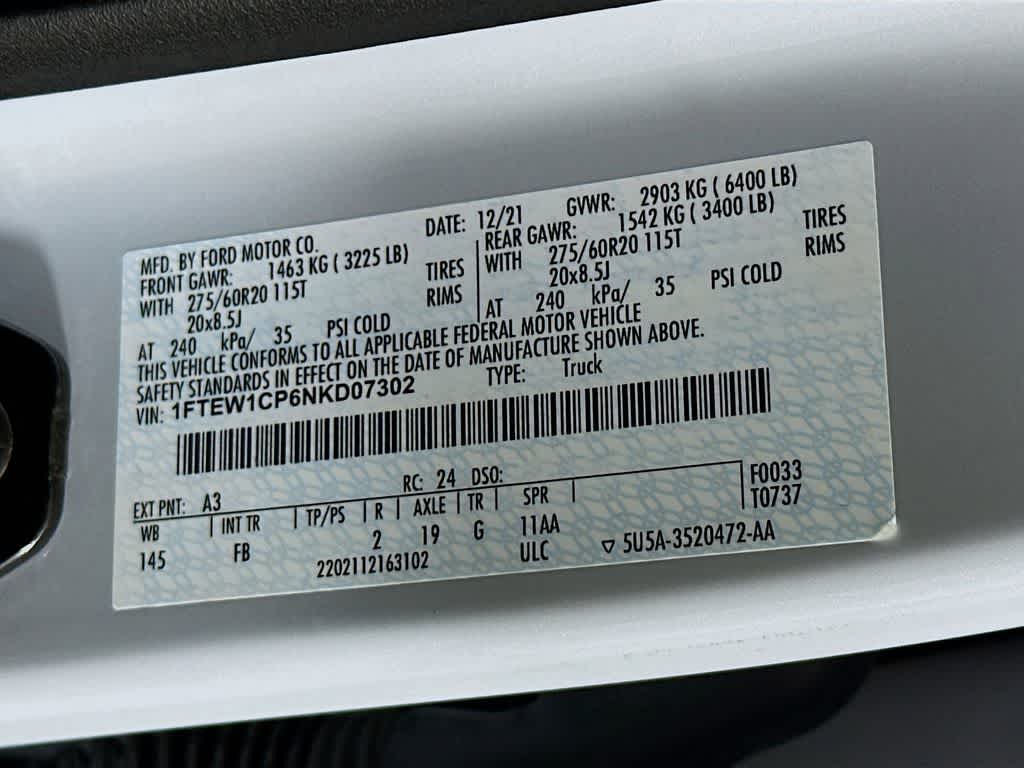 MFD. BY FORD MOTOR CO. DATE: 12/21 GVWR: 2903 KG ( 6400 LB)
FRONT GAWR: 1463 KG ( 3225 LB) REAR GAWR: 1542 KG ( 3400 LB)
WITH 275/60R20 115T TIRES WITH 275/60R20 115T TIRES
20x8.5J RIMS 20x8.5J RIMS
AT 240 kPa/ 35 PSI COLD AT 240 kPa/ 35 PSI COLD
THIS VEHICLE CONFORMS TO ALL APPLICABLE FEDERAL MOTOR VEHICLE
SAFETY STANDARDS IN EFFECT ON THE DATE OF MANUFACTURE SHOWN ABOVE.
VIN: 1FTEW1CP6NKD07302 TYPE: Truck
EXT PNT: A3 RC: 24 DSO: F0033
WB INT TR TP/PS R AXLE TR SPR T0737
145 FB 2 19 G 11AA
2202112163102 ULC ▽ 5U5A-3520472-AA